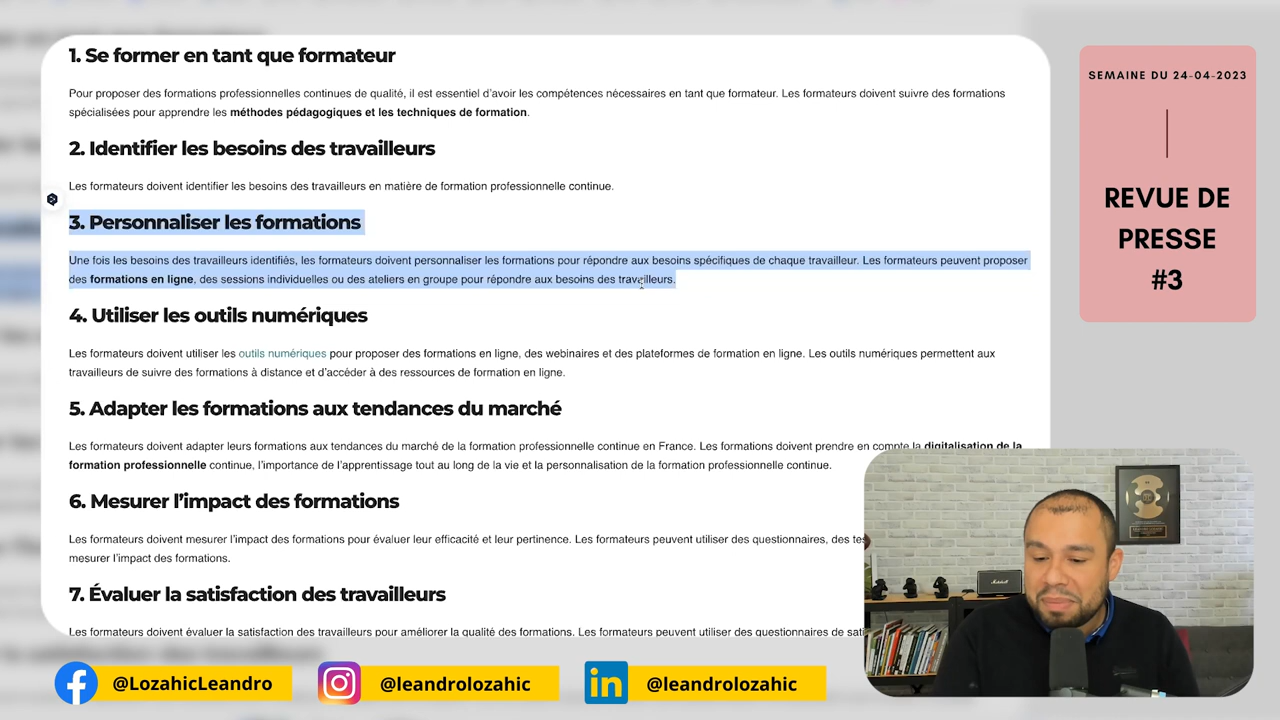 1. Se former en tant que formateur
Pour proposer des formations professionnelles continues de qualité, il est essentiel d'avoir les compétences nécessaires en tant que formateur. Les formateurs doivent suivre des formations
spécialisées pour apprendre les méthodes pédagogiques et les techniques de formation.
2. Identifier les besoins des travailleurs
Les formateurs doivent identifier les besoins des travailleurs en matière de formation professionnelle continue.
3. Personnaliser les formations
Une fois les besoins des travailleurs identifiés, les formateurs doivent personnaliser les formations pour répondre aux besoins spécifiques de chaque travailleur. Les formateurs peuvent proposer
des formations en ligne, des sessions individuelles ou des ateliers en groupe pour répondre aux besoins des travailleurs.
4. Utiliser les outils numériques
Les formateurs doivent utiliser les outils numériques pour proposer des formations en ligne, des webinaires et des plateformes de formation en ligne. Les outils numériques permettent aux
travailleurs de suivre des formations à distance et d'accéder à des ressources de formation en ligne.
5. Adapter les formations aux tendances du marché
Les formateurs doivent adapter leurs formations aux tendances du marché de la formation professionnelle continue en France. Les formations doivent prendre en compte la digitalisation de la
formation professionnelle continue, l'importance de l'apprentissage tout au long de la vie et la personnalisation de la formation professionnelle continue.
6. Mesurer l'impact des formations
Les formateurs doivent mesurer l'impact des formations pour évaluer leur efficacité et leur pertinence. Les formateurs peuvent utiliser des questionnaires, des
mesurer l'impact des formations.
7. Évaluer la satisfaction des travailleurs
Les formateurs doivent évaluer la satisfaction des travailleurs pour améliorer la qualité des formations. Les formateurs peuvent utiliser des questionnaires de
SEMAINE DU 24-04-2023
REVUE DE
PRESSE
#3
Marshall
@LozahicLeandro
@leandrolozahic
in
@leandrolozahic